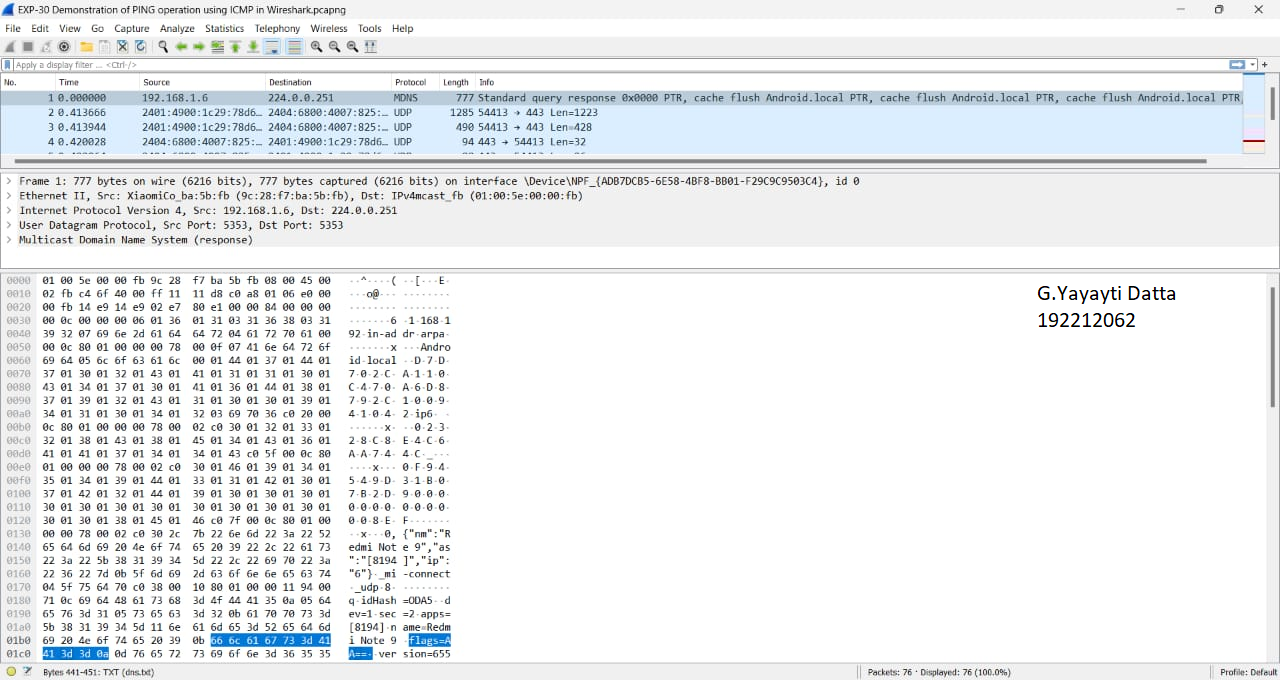 EXP-30 Demonstration of PING operation using ICMP in Wireshark.pcapng
File Edit View Go Capture Analyze Statistics Telephony Wireless Tools Help
Apply a display filter ... <Ctrl-/>
No. Time Source Destination Protocol Length Info
1 0.000000 192.168.1.6 224.0.0.251 MDNS 777 Standard query response 0x0000 PTR, cache flush Android.local PTR, cache flush Android.local PTR, cache flush Android.local PTR,
2 0.413666 2401:4900:1c29:78d6… 2404:6800:4007:825:… UDP 1285 54413 → 443 Len=1223
3 0.413944 2401:4900:1c29:78d6… 2404:6800:4007:825:… UDP 490 54413 → 443 Len=428
4 0.420028 2404:6800:4007:825:… 2401:4900:1c29:78d6… UDP 94 443 → 54413 Len=32
Frame 1: 777 bytes on wire (6216 bits), 777 bytes captured (6216 bits) on interface \Device\NPF_{ADB7DCB5-6E58-4BF8-BB01-F29C9C9503C4}, id 0
Ethernet II, Src: XiaomiCo_ba:5b:fb (9c:28:f7:ba:5b:fb), Dst: IPv4mcast_fb (01:00:5e:00:00:fb)
Internet Protocol Version 4, Src: 192.168.1.6, Dst: 224.0.0.251
User Datagram Protocol, Src Port: 5353, Dst Port: 5353
Multicast Domain Name System (response)
0000 01 00 5e 00 00 fb 9c 28 f7 ba 5b fb 08 00 45 00 ··^····( ··[···E·
0010 02 fb c4 6f 40 00 ff 11 11 d8 c0 a8 01 06 e0 00 ···o@··· ········
0020 00 fb 14 e9 14 e9 02 e7 80 e1 00 00 84 00 00 00 ········ ········
0030 00 0c 00 00 00 06 01 36 01 31 03 31 36 38 03 31 ·······6 ·1·168·1
0040 39 32 07 69 6e 2d 61 64 64 72 04 61 72 70 61 00 92·in-ad dr·arpa·
0050 00 0c 80 01 00 00 00 78 00 0f 07 41 6e 64 72 6f ·······x ···Andro
0060 69 64 05 6c 6f 63 61 6c 00 01 44 01 37 01 44 01 id·local ··D·7·D·
0070 37 01 30 01 32 01 43 01 41 01 31 01 31 01 30 01 7·0·2·C· A·1·1·0·
0080 43 01 34 01 37 01 30 01 41 01 36 01 44 01 38 01 C·4·7·0· A·6·D·8·
0090 37 01 39 01 32 01 43 01 31 01 30 01 30 01 39 01 7·9·2·C· 1·0·0·9·
00a0 34 01 31 01 30 01 34 01 32 03 69 70 36 c0 20 00 4·1·0·4· 2·ip6· ·
00b0 0c 80 01 00 00 00 78 00 02 c0 30 01 32 01 33 01 ······x· ··0·2·3·
00c0 32 01 38 01 43 01 38 01 45 01 34 01 43 01 36 01 2·8·C·8· E·4·C·6·
00d0 41 01 41 01 37 01 34 01 34 01 43 c0 5f 00 0c 80 A·A·7·4· 4·C·_···
00e0 01 00 00 00 78 00 02 c0 30 01 46 01 39 01 34 01 ····x··· 0·F·9·4·
00f0 35 01 34 01 39 01 44 01 33 01 31 01 42 01 30 01 5·4·9·D· 3·1·B·0·
0100 37 01 42 01 32 01 44 01 39 01 30 01 30 01 30 01 7·B·2·D· 9·0·0·0·
0110 30 01 30 01 30 01 30 01 30 01 30 01 30 01 30 01 0·0·0·0· 0·0·0·0·
0120 30 01 30 01 38 01 45 01 46 c0 7f 00 0c 80 01 00 0·0·8·E· F·······
0130 00 00 78 00 02 c0 30 2c 7b 22 6e 6d 22 3a 22 52 ··x···0, {"nm":"R
0140 65 64 6d 69 20 4e 6f 74 65 20 39 22 2c 22 61 73 edmi Not e 9","as
0150 22 3a 22 5b 38 31 39 34 5d 22 2c 22 69 70 22 3a ":"[8194 ]","ip":
0160 22 36 22 7d 0b 5f 6d 69 2d 63 6f 6e 6e 65 63 74 "6"}·_mi -connect
0170 04 5f 75 64 70 c0 38 00 10 80 01 00 00 11 94 00 ·_udp·8· ········
0180 71 0c 69 64 48 61 73 68 3d 4f 44 41 35 0a 05 64 q·idHash =ODA5··d
0190 65 76 3d 31 05 73 65 63 3d 32 0b 61 70 70 73 3d ev=1·sec =2·apps=
01a0 5b 38 31 39 34 5d 11 6e 61 6d 65 3d 52 65 64 6d [8194]·n ame=Redm
01b0 69 20 4e 6f 74 65 20 39 0b 66 6c 61 67 73 3d 41 i Note 9 ·flags=A
01c0 41 3d 3d 0a 0d 76 65 72 73 69 6f 6e 3d 36 35 35 A==··ver sion=655
G.Yayayti Datta
192212062
Bytes 441-451: TXT (dns.txt) Packets: 76 · Displayed: 76 (100.0%) Profile: Default